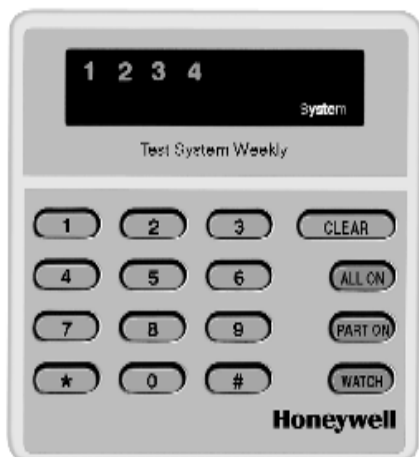 1 2 3 4
System
Test System Weekly
1 2 3 CLEAR
4 5 6 ALL ON
7 8 9 PART ON
* 0 # WATCH
Honeywell